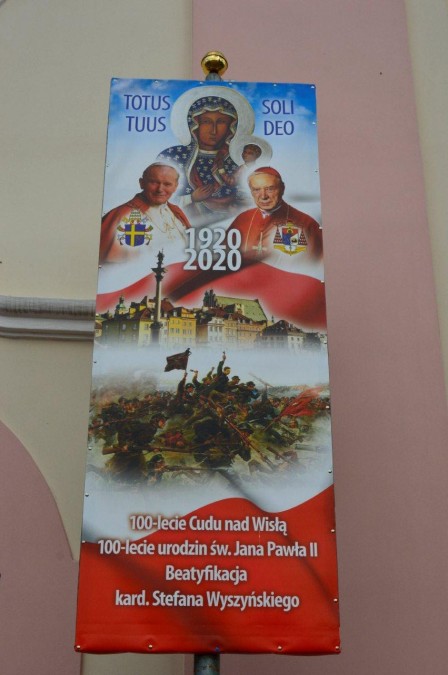 TOTUS
TUUS
SOLI
DEO
1920
2020
100-lecie Cudu nad Wisłą
100-lecie urodzin św. Jana Pawła II
Beatyfikacja
kard. Stefana Wyszyńskiego